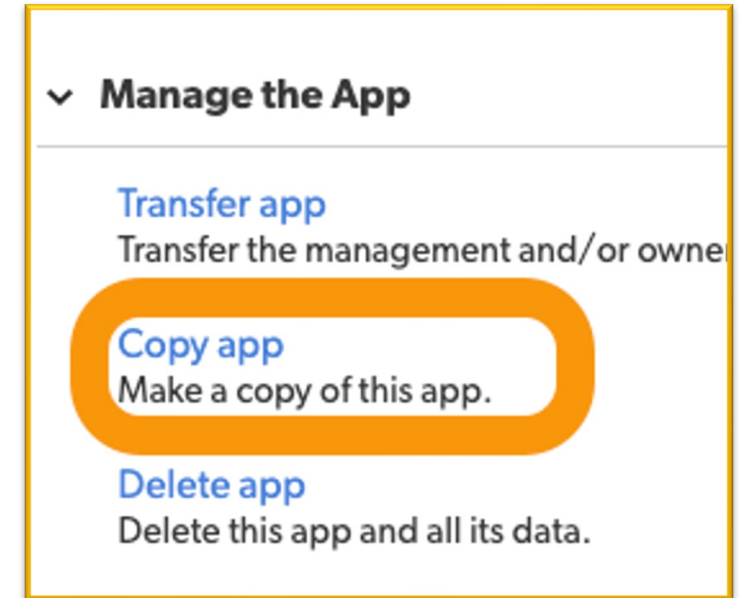 Manage the App
Transfer app
Transfer the management and/or owne
Copy app
Make a copy of this app.
Delete app
Delete this app and all its data.